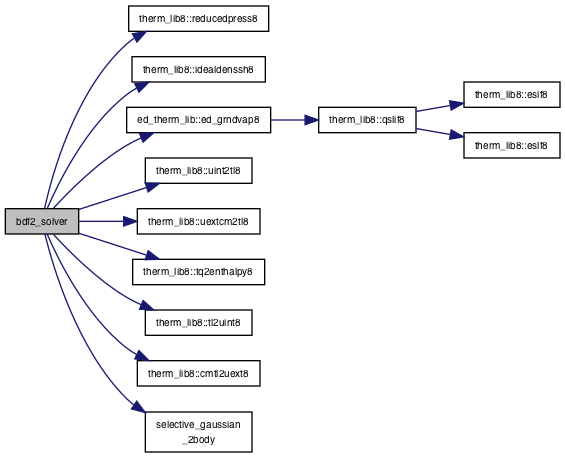 therm_lib8::reducedpress8
therm_lib8::idealdenssh8
ed_therm_lib::ed_grndvap8
therm_lib8::qslif8
therm_lib8::esif8
therm_lib8::eslf8
therm_lib8::uint2tl8
bdf2_solver
therm_lib8::uextcm2tl8
therm_lib8::tq2enthalpy8
therm_lib8::tl2uint8
therm_lib8::cmtl2uext8
selective_gaussian
_2body